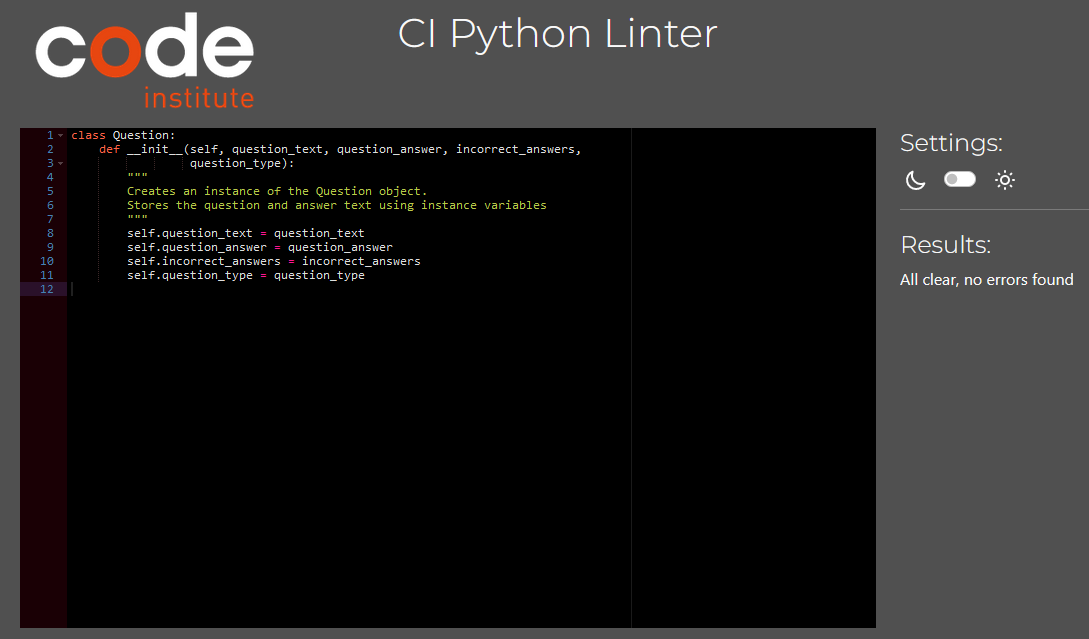 code
institute
CI Python Linter
1 class Question:
2     def __init__(self, question_text, question_answer, incorrect_answers,
3                  question_type):
4         """
5         Creates an instance of the Question object.
6         Stores the question and answer text using instance variables
7         """
8         self.question_text = question_text
9         self.question_answer = question_answer
10         self.incorrect_answers = incorrect_answers
11         self.question_type = question_type
12
Settings:
Results:
All clear, no errors found